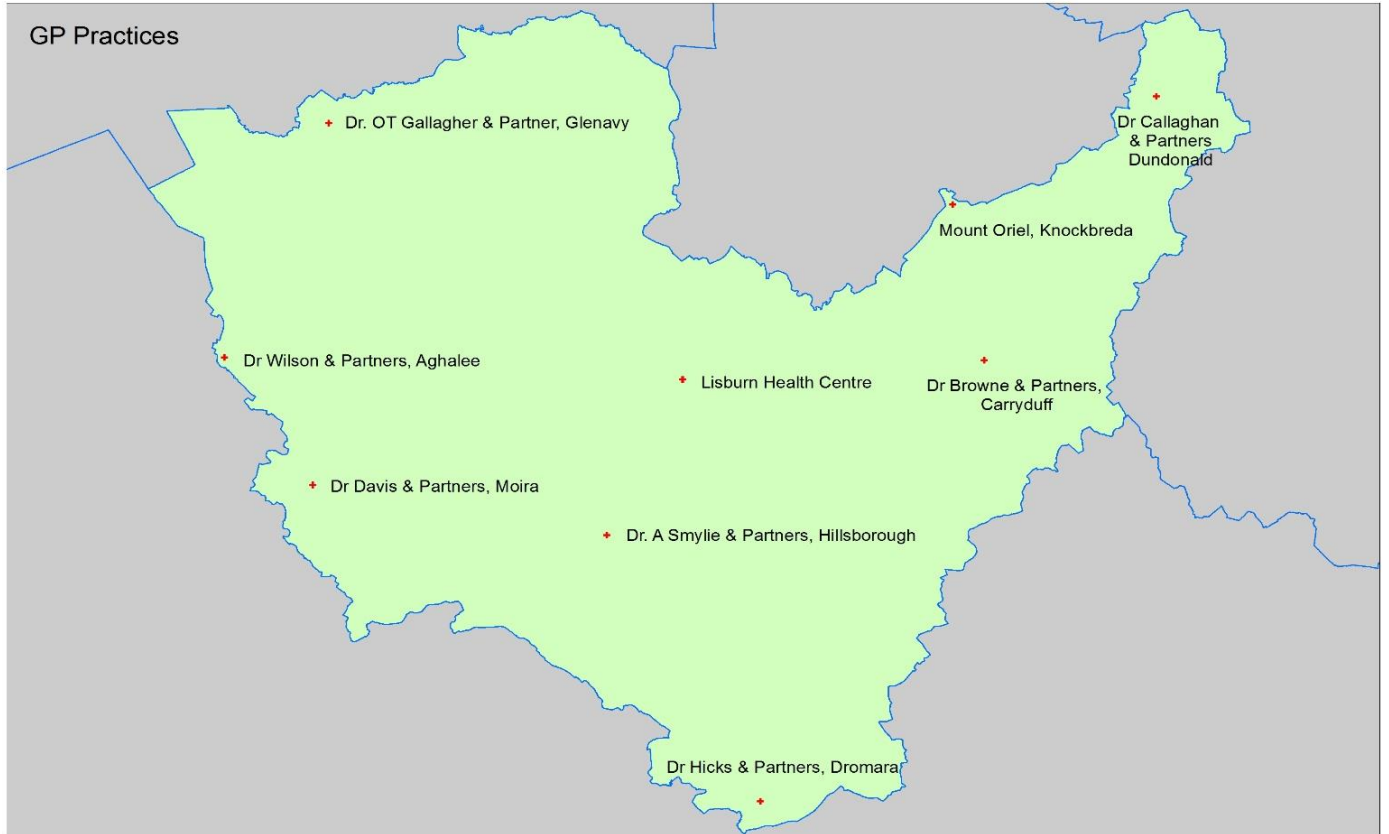 GP Practices
Dr. OT Gallagher & Partner, Glenavy
Dr Callaghan
& Partners
Dundonald
Mount Oriel, Knockbreda
Dr Wilson & Partners, Aghalee
Lisburn Health Centre
Dr Browne & Partners,
Carryduff
Dr Davis & Partners, Moira
Dr. A Smylie & Partners, Hillsborough
Dr Hicks & Partners, Dromara